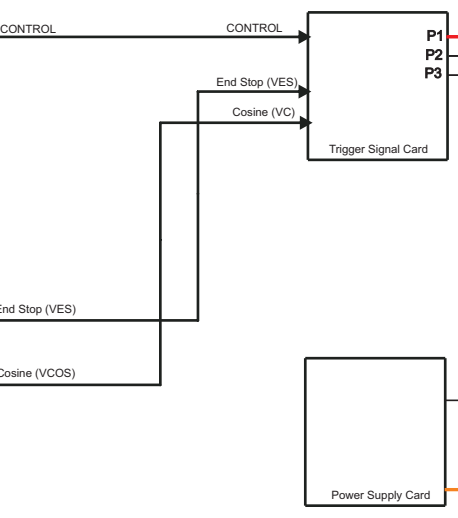 CONTROL
CONTROL
P1
P2
P3
End Stop (VES)
Cosine (VC)
Trigger Signal Card
End Stop (VES)
Cosine (VCOS)
Power Supply Card